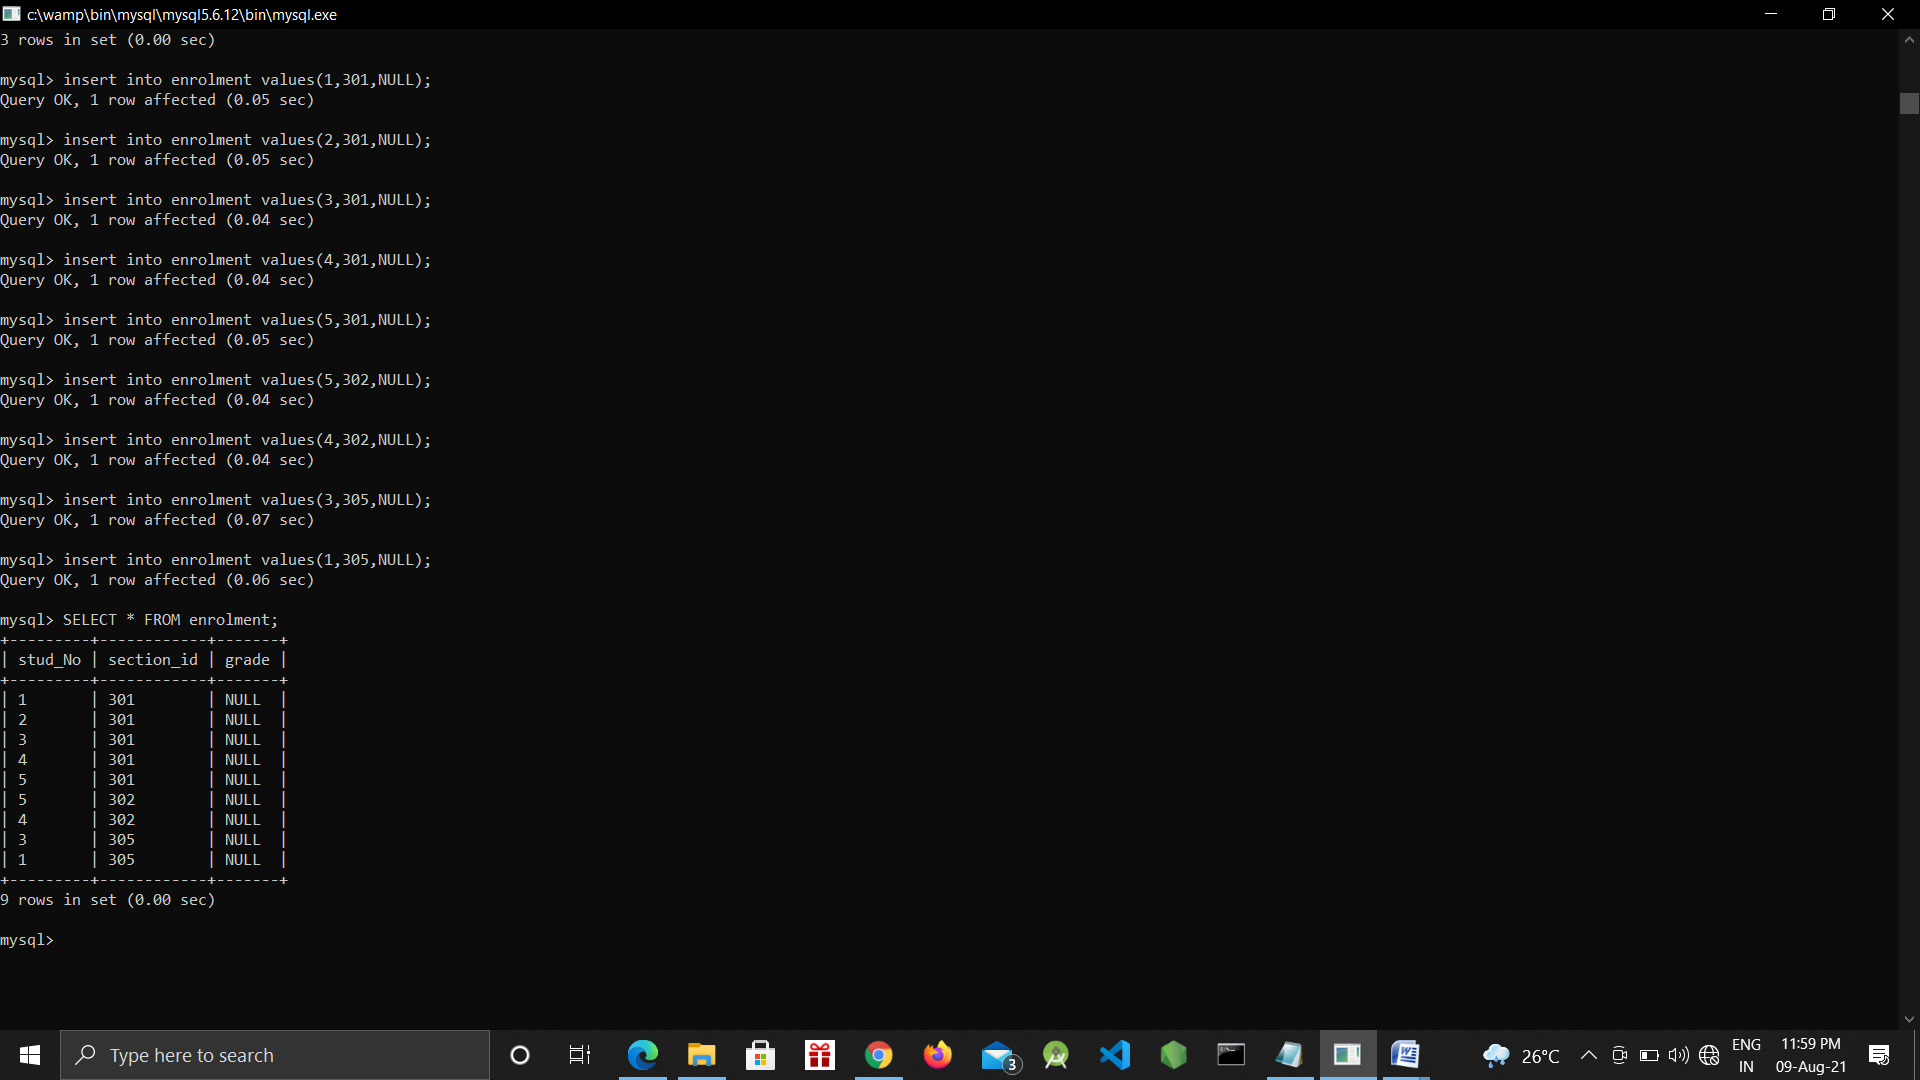 c:\wamp\bin\mysql\mysql5.6.12\bin\mysql.exe
3 rows in set (0.00 sec)
mysql> insert into enrolment values(1,301,NULL);
Query OK, 1 row affected (0.05 sec)
mysql> insert into enrolment values(2,301,NULL);
Query OK, 1 row affected (0.05 sec)
mysql> insert into enrolment values(3,301,NULL);
Query OK, 1 row affected (0.04 sec)
mysql> insert into enrolment values(4,301,NULL);
Query OK, 1 row affected (0.04 sec)
mysql> insert into enrolment values(5,301,NULL);
Query OK, 1 row affected (0.05 sec)
mysql> insert into enrolment values(5,302,NULL);
Query OK, 1 row affected (0.04 sec)
mysql> insert into enrolment values(4,302,NULL);
Query OK, 1 row affected (0.04 sec)
mysql> insert into enrolment values(3,305,NULL);
Query OK, 1 row affected (0.07 sec)
mysql> insert into enrolment values(1,305,NULL);
Query OK, 1 row affected (0.06 sec)
mysql> SELECT * FROM enrolment;
+---------+------------+-------+
| stud_No | section_id | grade |
+---------+------------+-------+
| 1       | 301        | NULL  |
| 2       | 301        | NULL  |
| 3       | 301        | NULL  |
| 4       | 301        | NULL  |
| 5       | 301        | NULL  |
| 5       | 302        | NULL  |
| 4       | 302        | NULL  |
| 3       | 305        | NULL  |
| 1       | 305        | NULL  |
+---------+------------+-------+
9 rows in set (0.00 sec)
mysql>
Type here to search
3
26°C
ENG
IN
11:59 PM
09-Aug-21